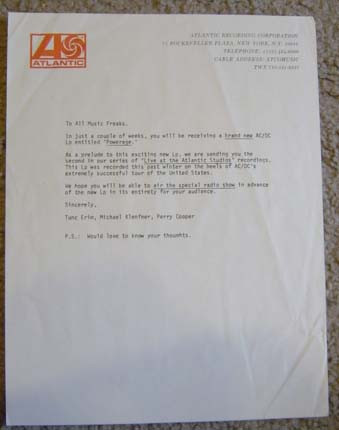 ATLANTIC
ATLANTIC RECORDING CORPORATION
75 ROCKEFELLER PLAZA, NEW YORK, N.Y. 10019
TELEPHONE:
CABLE ADDRESS: ATCOMUSIC
TWX
To All Music Freaks,
In just a couple of weeks, you will be receiving a brand new AC/DC
Lp entitled "Powerage."
As a prelude to this exciting new Lp, we are sending you the
second in our series of "Live at the Atlantic Studios" recordings.
This Lp was recorded this past winter on the heels of AC/DC's
extremely successful tour of the United States.
We hope you will be able to air the special radio show in advance
of the new Lp in its entirety for your audience.
Sincerely,
Tunc Erim, Michael Klenfner, Perry Cooper
P.S.: Would love to know your thoughts.